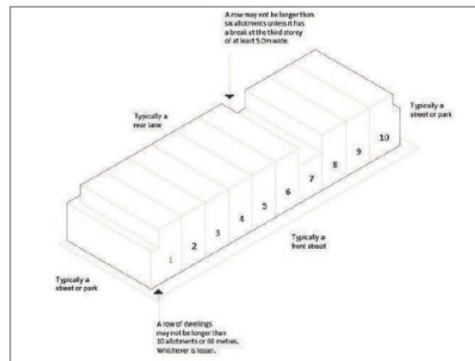 A row may not be longer than
six allotments unless it has
a break at the third storey
of at least 5.0m wide.
Typically a
rear lane
Typically a
street or park
10
9
8
7
6
5
4
3
2
1
Typically a
front street
Typically a
street or park
A row of dwellings
may not be longer than
10 allotments or 60 metres.
Whichever is lesser.